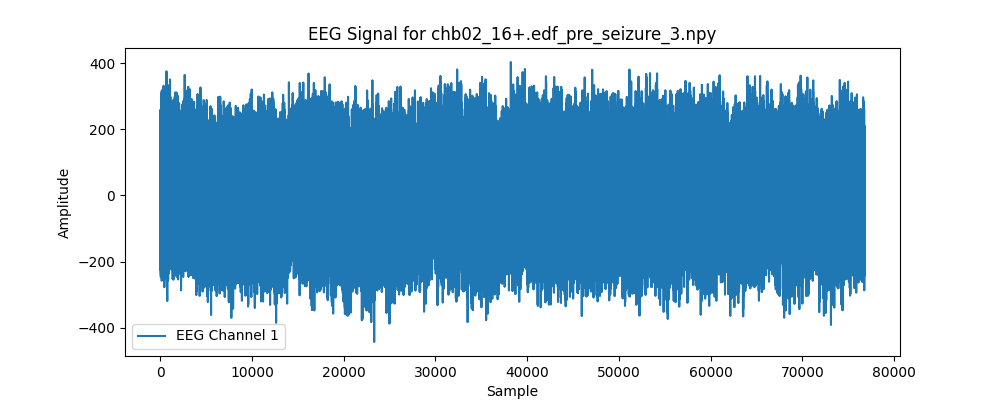 EEG Signal for chb02_16+.edf_pre_seizure_3.npy
400
200
0
−200
−400
Amplitude
EEG Channel 1
0 10000 20000 30000 40000 50000 60000 70000 80000
Sample